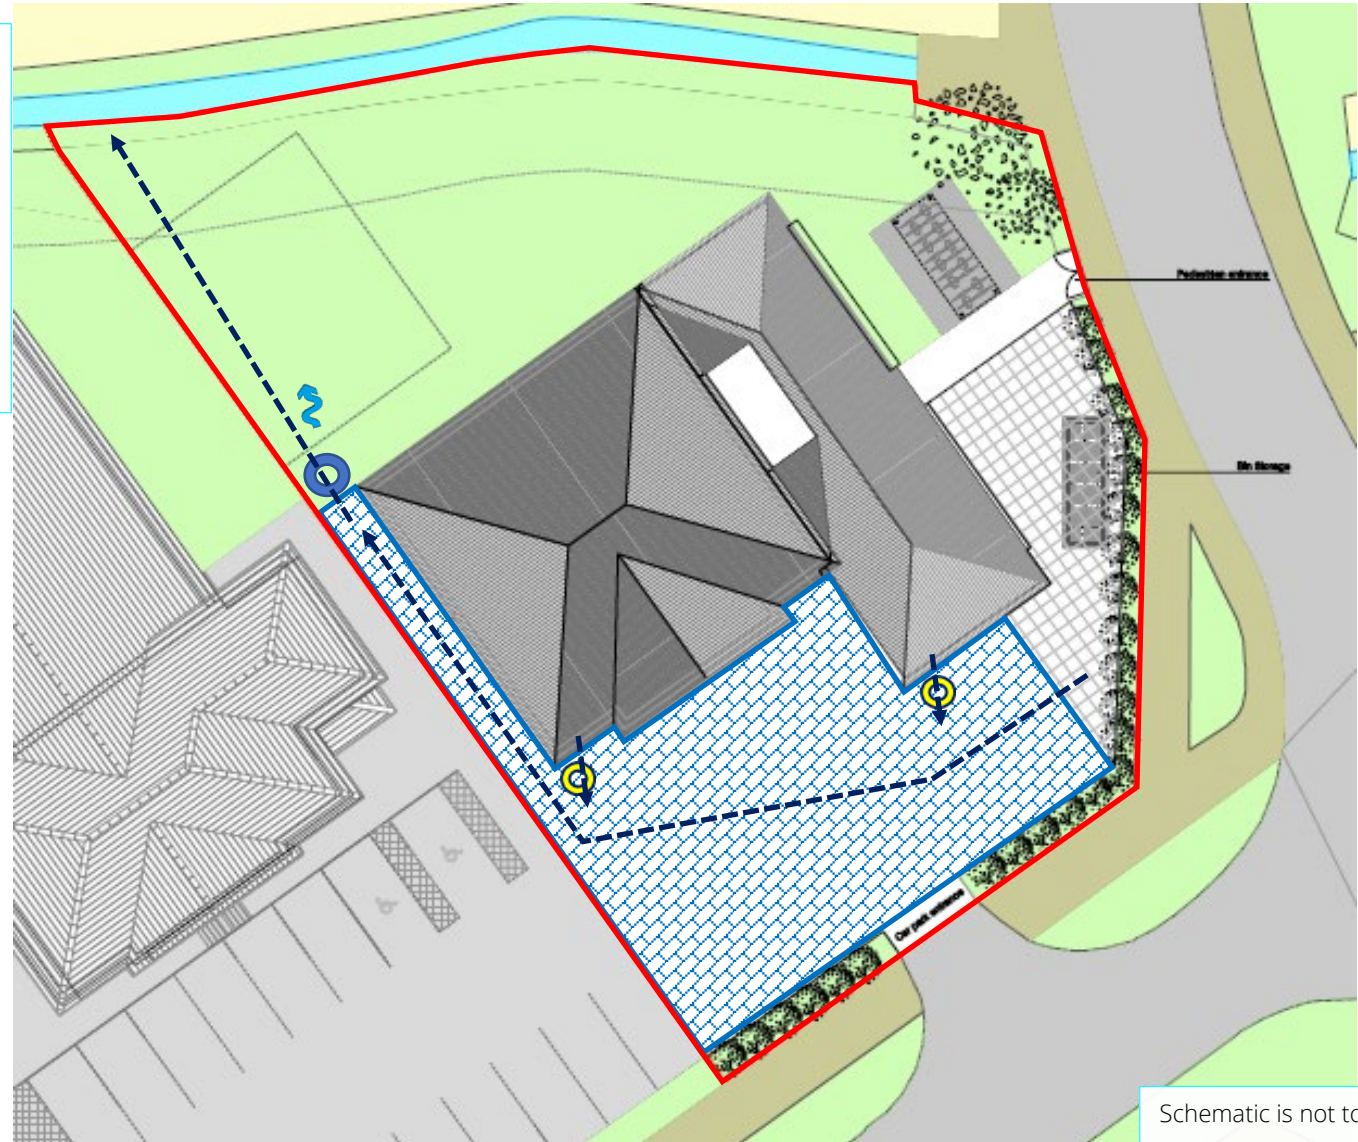 Pedestrian entrance
Bin Storage
Car park entrance
Schematic is not to